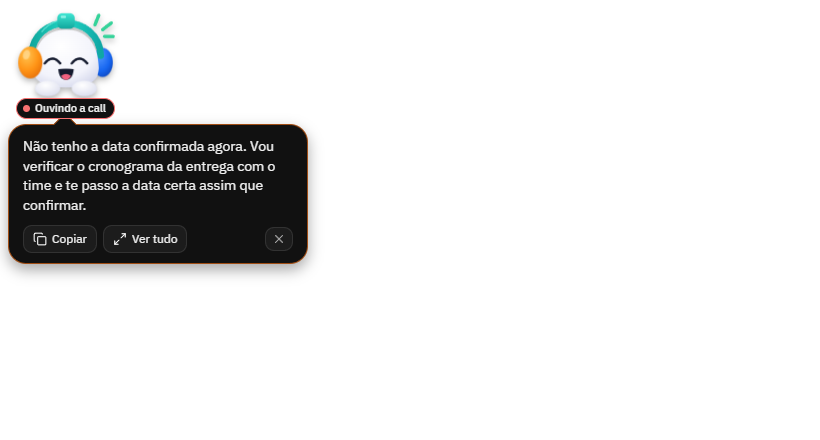 Ouvindo a call
Não tenho a data confirmada agora. Vou
verificar o cronograma da entrega com o
time e te passo a data certa assim que
confirmar.
Copiar
Ver tudo